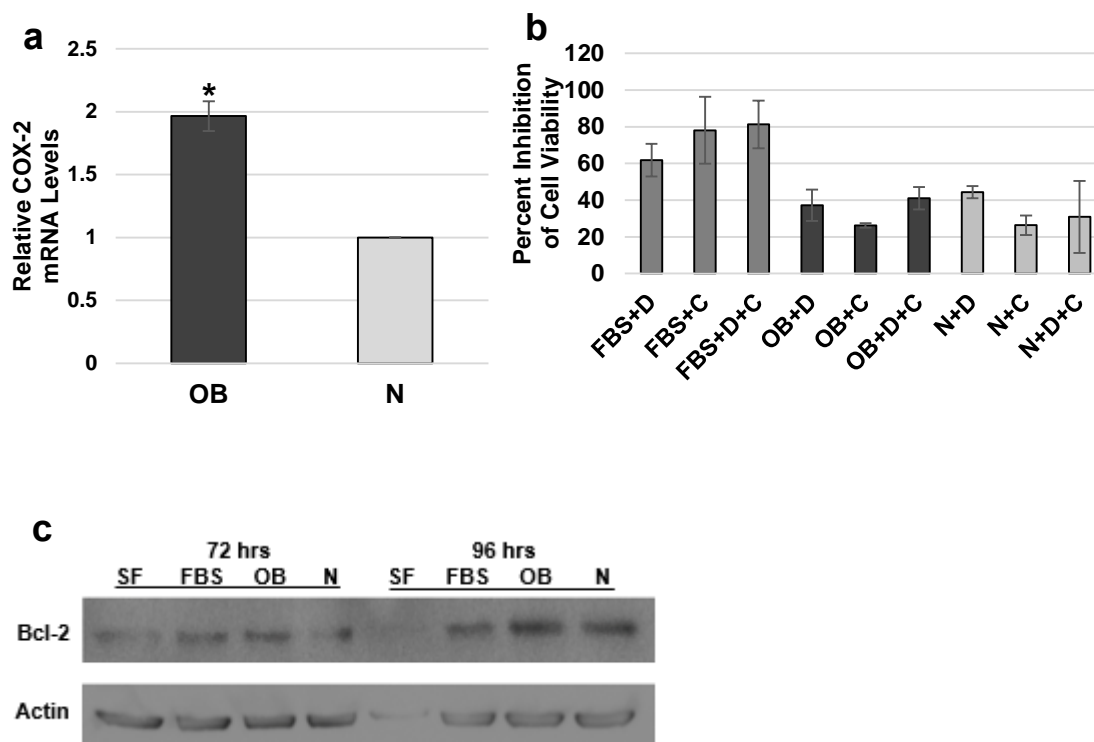 a
Relative COX-2
mRNA Levels
2.5
2
1.5
1
0.5
0
*
OB
N
b
Percent Inhibition
of Cell Viability
120
100
80
60
40
20
0
FBS+D
FBS+C
FBS+D+C
OB+D
OB+C
OB+D+C
N+D
N+C
N+D+C
c
72 hrs 96 hrs
SF FBS OB N SF FBS OB N
Bcl-2
Actin